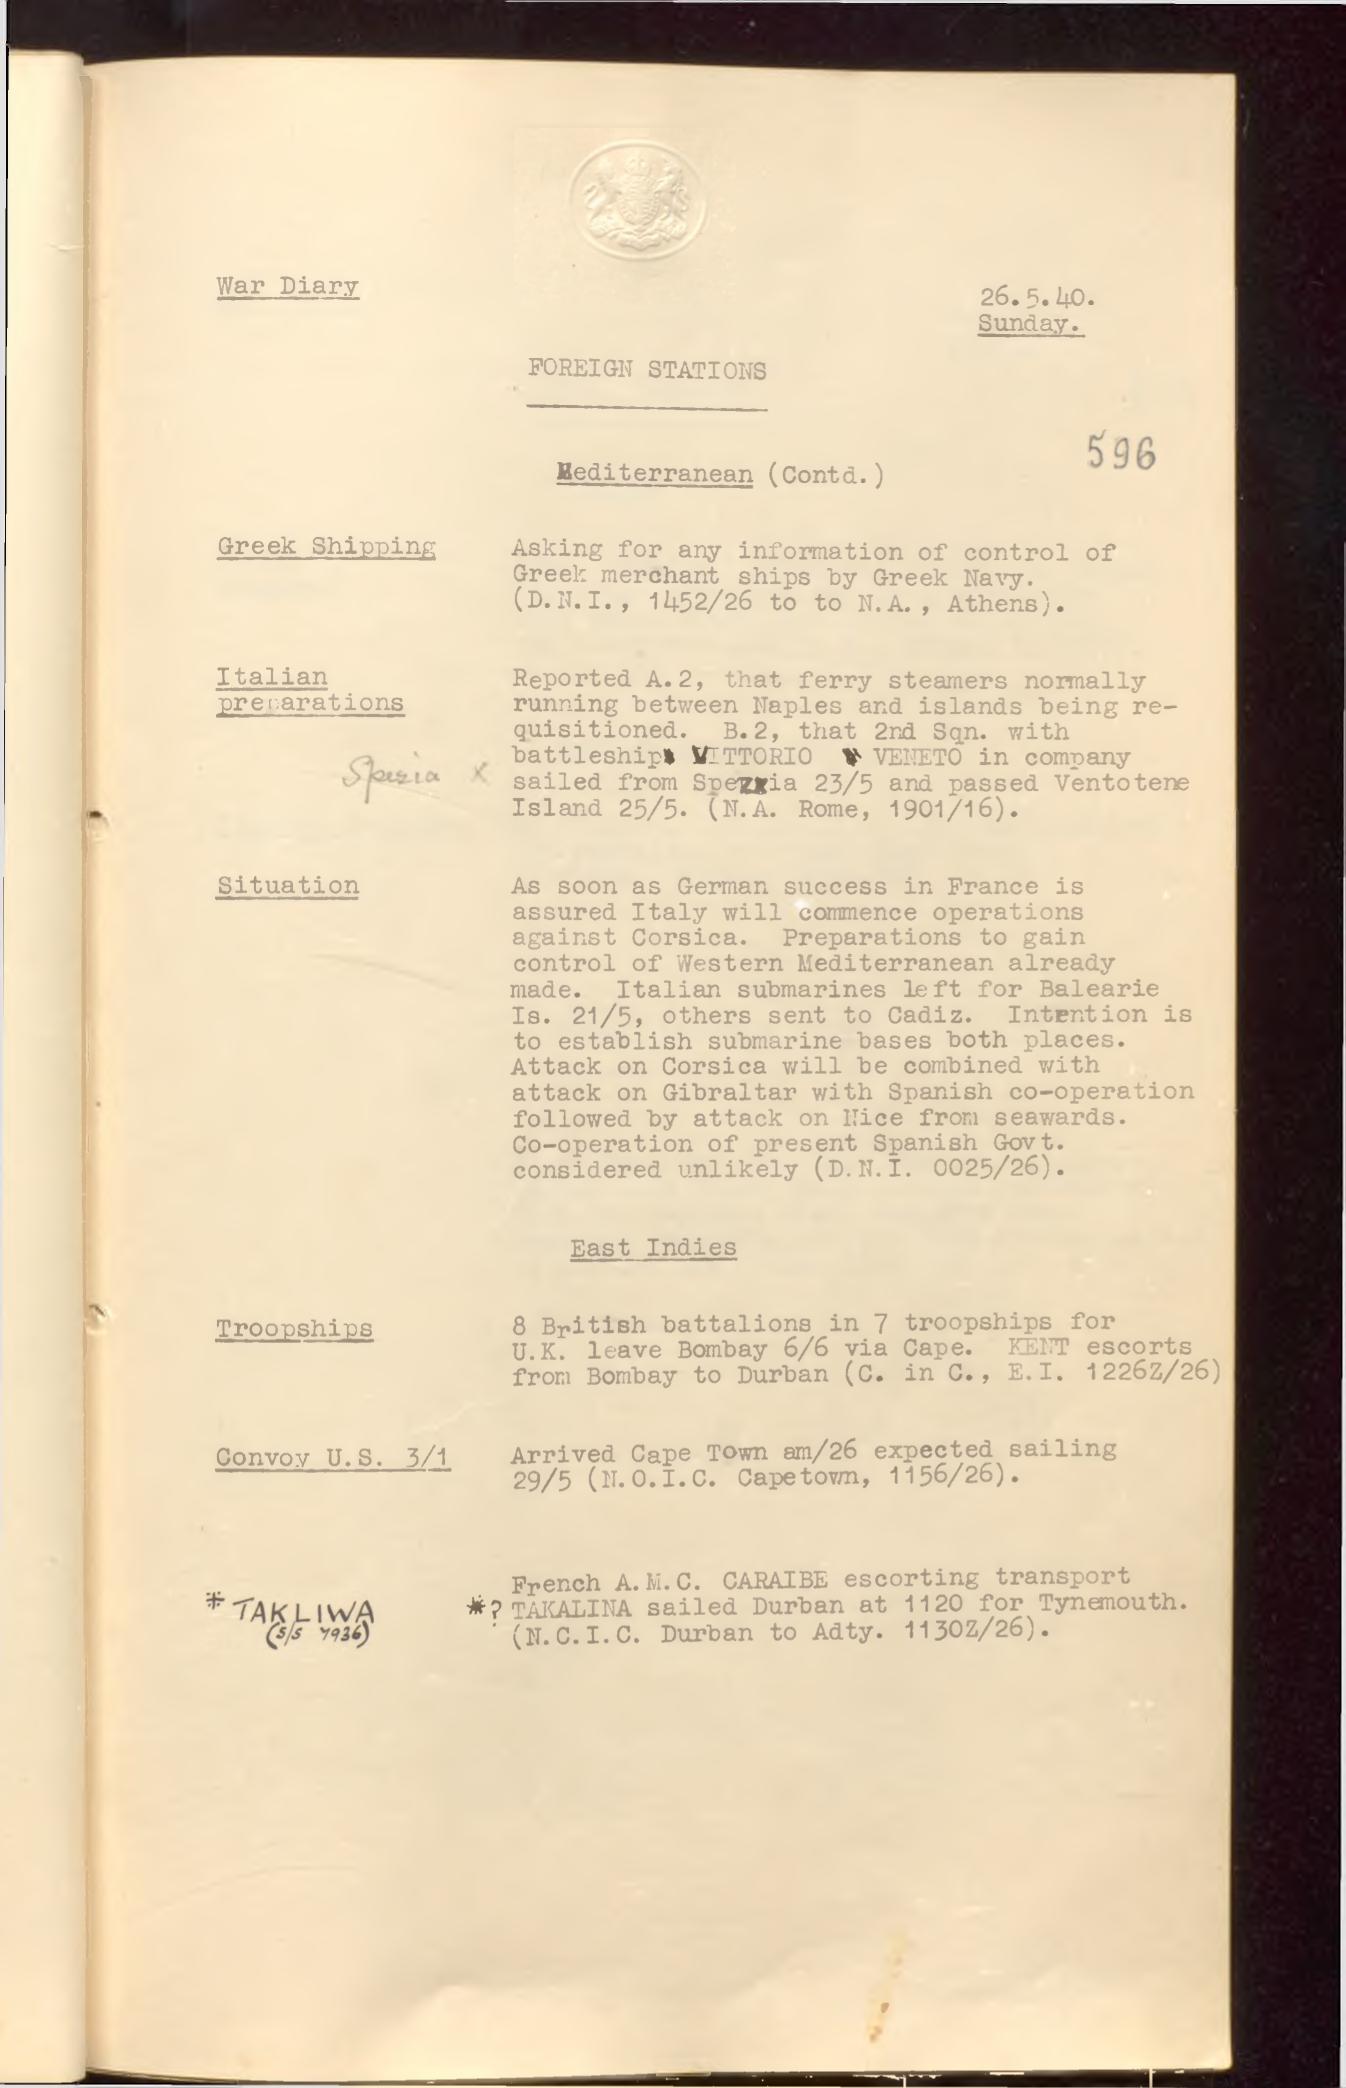 War Diary
26.5.40.
Sunday.
FOREIGN STATIONS
596
Mediterranean (Contd.)
Greek Shipping
Asking for any information of control of
Greek merchant ships by Greek Navy.
(D.N.I., 1452/26 to to N.A., Athens).
Italian
preparations
Reported A.2, that ferry steamers normally
running between Naples and islands being re-
quisitioned. B.2, that 2nd Sqn. with
battleship VITTORIO VENETO in company
Spezia x
sailed from Spezzia 23/5 and passed Ventotene
Island 25/5. (N.A. Rome, 1901/16).
Situation
As soon as German success in France is
assured Italy will commence operations
against Corsica. Preparations to gain
control of Western Mediterranean already
made. Italian submarines left for Balearie
Is. 21/5, others sent to Cadiz. Intention is
to establish submarine bases both places.
Attack on Corsica will be combined with
attack on Gibraltar with Spanish co-operation
followed by attack on Nice from seawards.
Co-operation of present Spanish Govt.
considered unlikely (D.N.I. 0025/26).
East Indies
Troopships
8 British battalions in 7 troopships for
U.K. leave Bombay 6/6 via Cape. KENT escorts
from Bombay to Durban (C. in C., E.I. 1226Z/26)
Convoy U.S. 3/1
Arrived Cape Town am/26 expected sailing
29/5 (N.O.I.C. Capetown, 1156/26).
French A.M.C. CARAIBE escorting transport
* TAKLIWA
(S/S 7936)
*? TAKALINA sailed Durban at 1120 for Tynemouth.
(N.C.I.C. Durban to Adty. 1130Z/26).